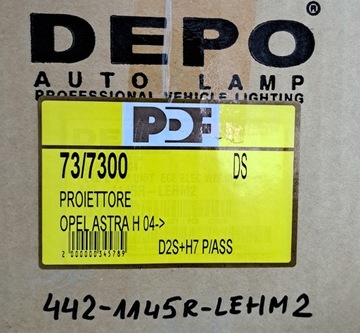 DEPO®
AUTO LAMP
PROFESSIONAL VEHICLE LIGHTING
PDF
73/7300 DS
PROIETTORE
OPEL ASTRA H 04->
D2S+H7 P/ASS
2 000000 345789
442-1145R-LEHM2